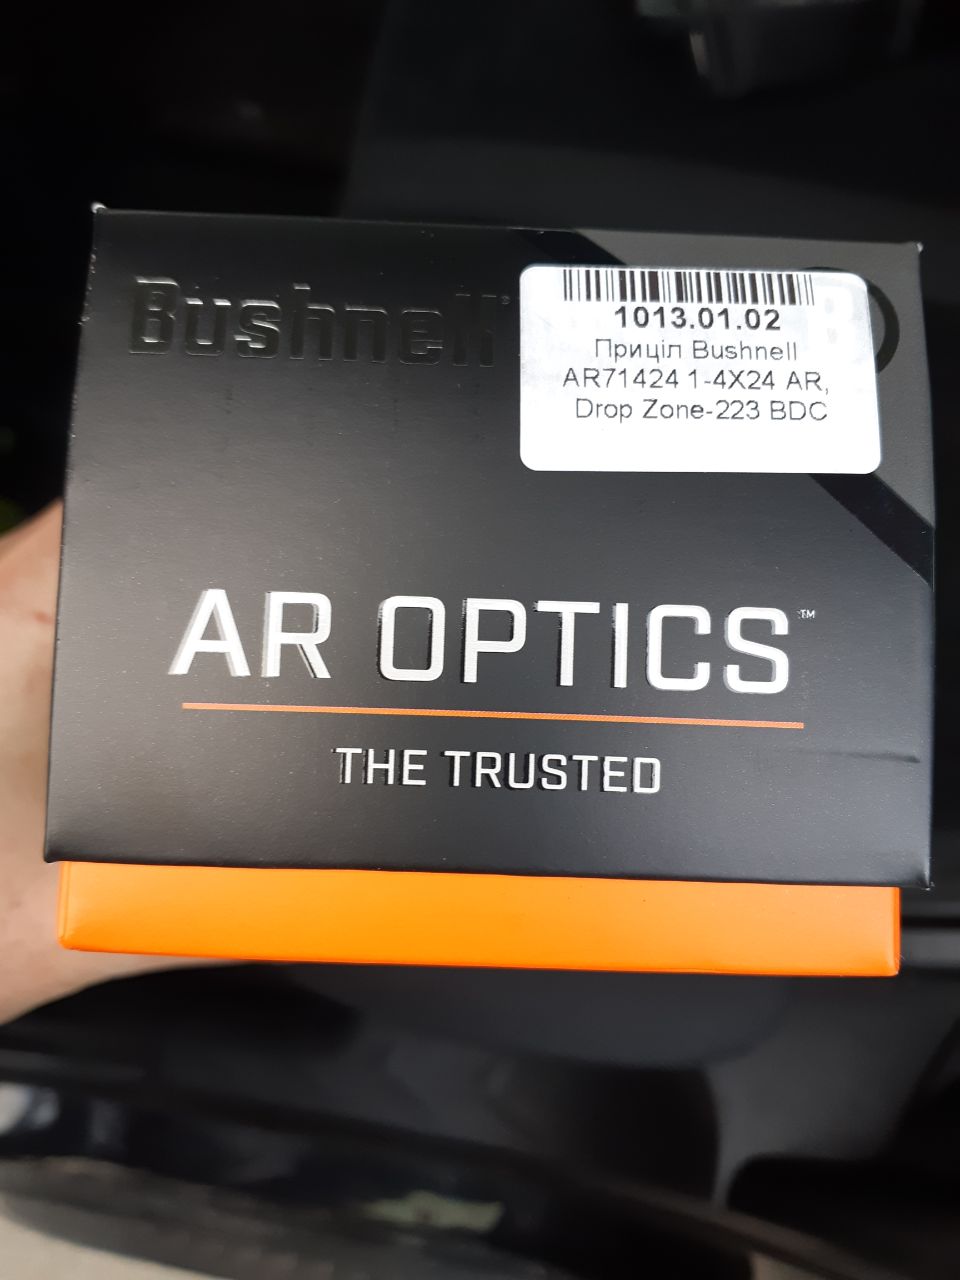 Bushnell®
1013.01.02
Приціл Bushnell
AR71424 1-4X24 AR,
Drop Zone-223 BDC
B
AR OPTICS™
THE TRUSTED